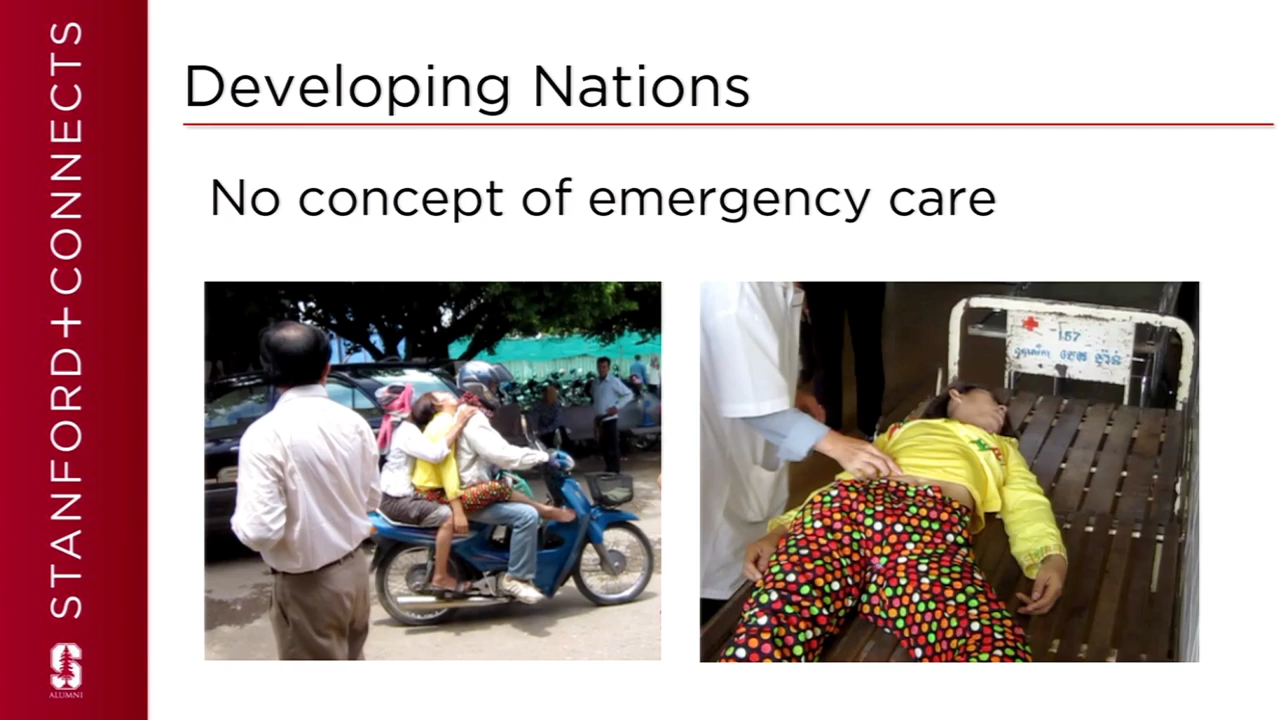 STANFORD+CONNECTS
ALUMNI
Developing Nations
No concept of emergency care